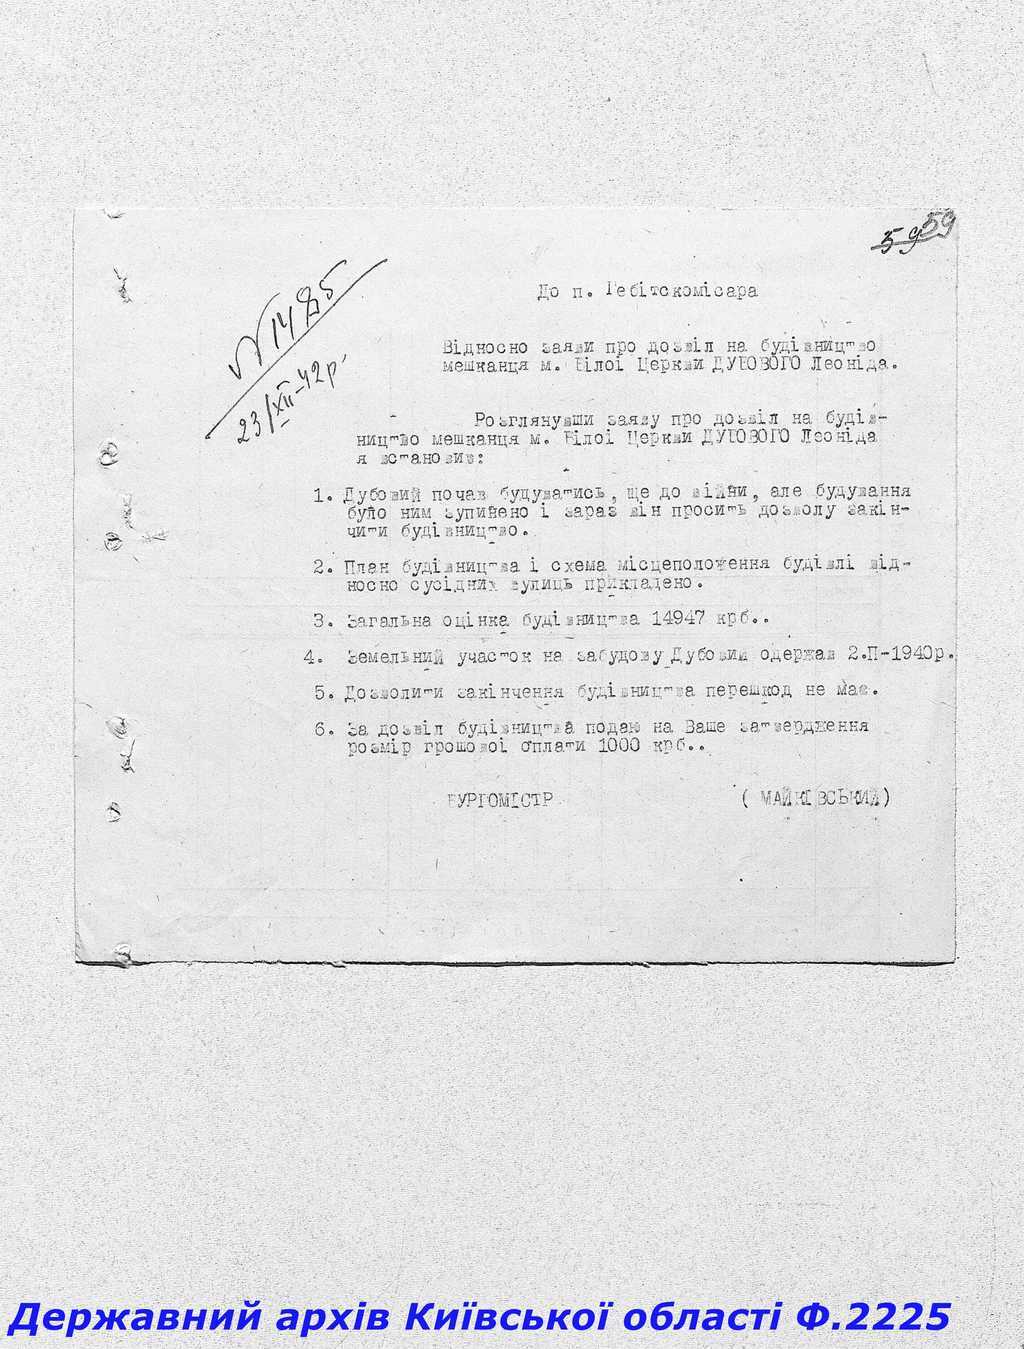 59 59
№ 1485
23/XII-42р.
До п. Гебітскомісара
Відносно заяви про дозвіл на будівництво
мешканця м. Білої Церкви ДУБОВОГО Леоніда.
Розглянувши заяву про дозвіл на будів-
ництво мешканця м. Білої Церкви ДУБОВОГО Леоніда
я встановив:
1. Дубовий почав будуватись, ще до війни, але будування
було ним зупинено і зараз він просить дозволу закін-
чити будівництво.
2. План будівництва і схема місцеположення будівлі від-
носно сусідних вулиць прикладено.
3. Загальна оцінка будівництва 14947 крб..
4. Земельний участок на забудову Дубовий одержав 2.П-1940р.
5. Дозволити закінчення будівництва перешкод не має.
6. За дозвіл будівництва подаю на Ваше затвердження
розмір грошової оплати 1000 крб..
БУРГОМІСТР ( МАЙКІВСЬКИЙ)
Державний архів Київської області Ф.2225